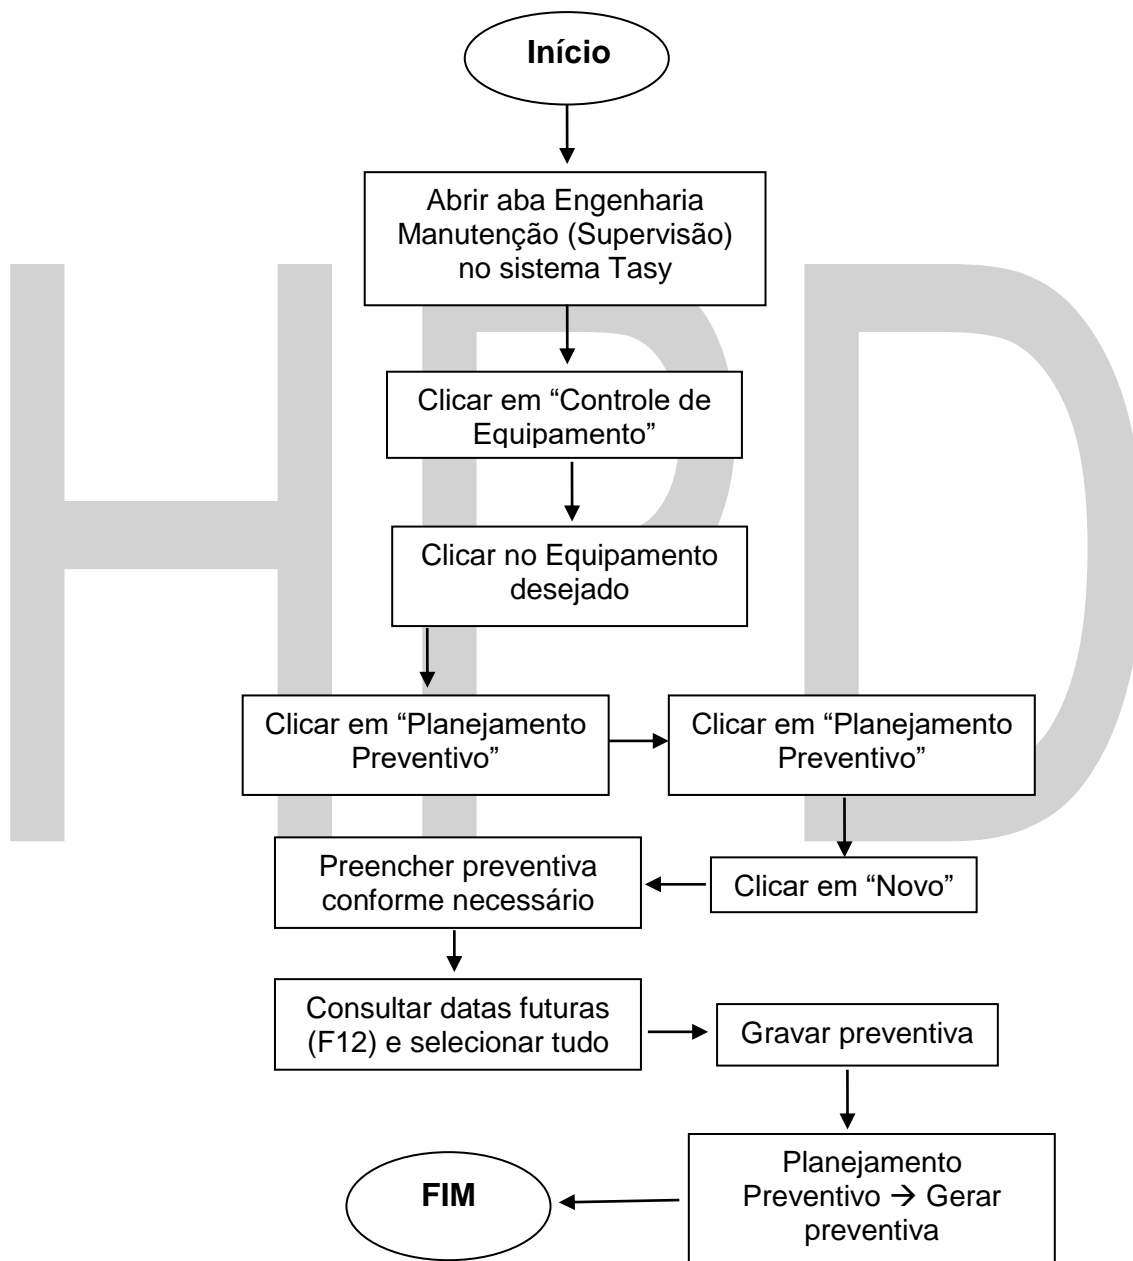 Início
Abrir aba Engenharia
Manutenção (Supervisão)
no sistema Tasy
Clicar em “Controle de
Equipamento”
Clicar no Equipamento
desejado
Clicar em “Planejamento
Preventivo”
Clicar em “Planejamento
Preventivo”
Clicar em “Novo”
Preencher preventiva
conforme necessário
Consultar datas futuras
(F12) e selecionar tudo
Gravar preventiva
Planejamento
Preventivo → Gerar
preventiva
FIM
HPD